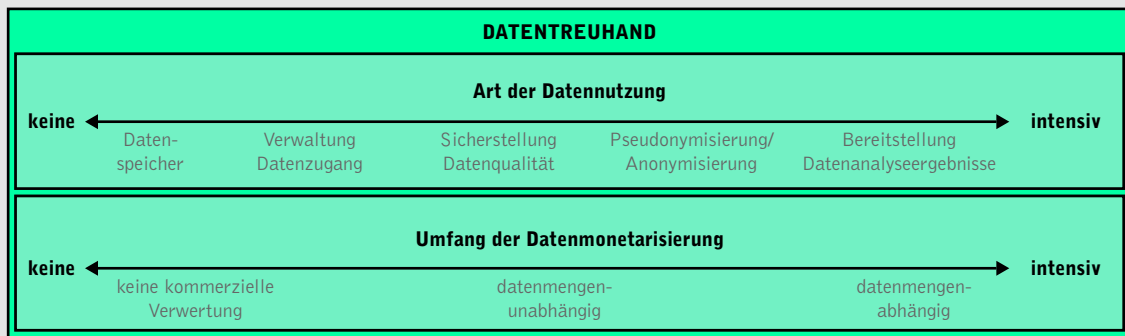 DATENTREUHAND
Art der Datennutzung
keine intensiv
Daten- Verwaltung Sicherstellung Pseudonymisierung/ Bereitstellung
speicher Datenzugang Datenqualität Anonymisierung Datenanalyseergebnisse
Umfang der Datenmonetarisierung
keine intensiv
keine kommerzielle datenmengen- datenmengen-
Verwertung unabhängig abhängig